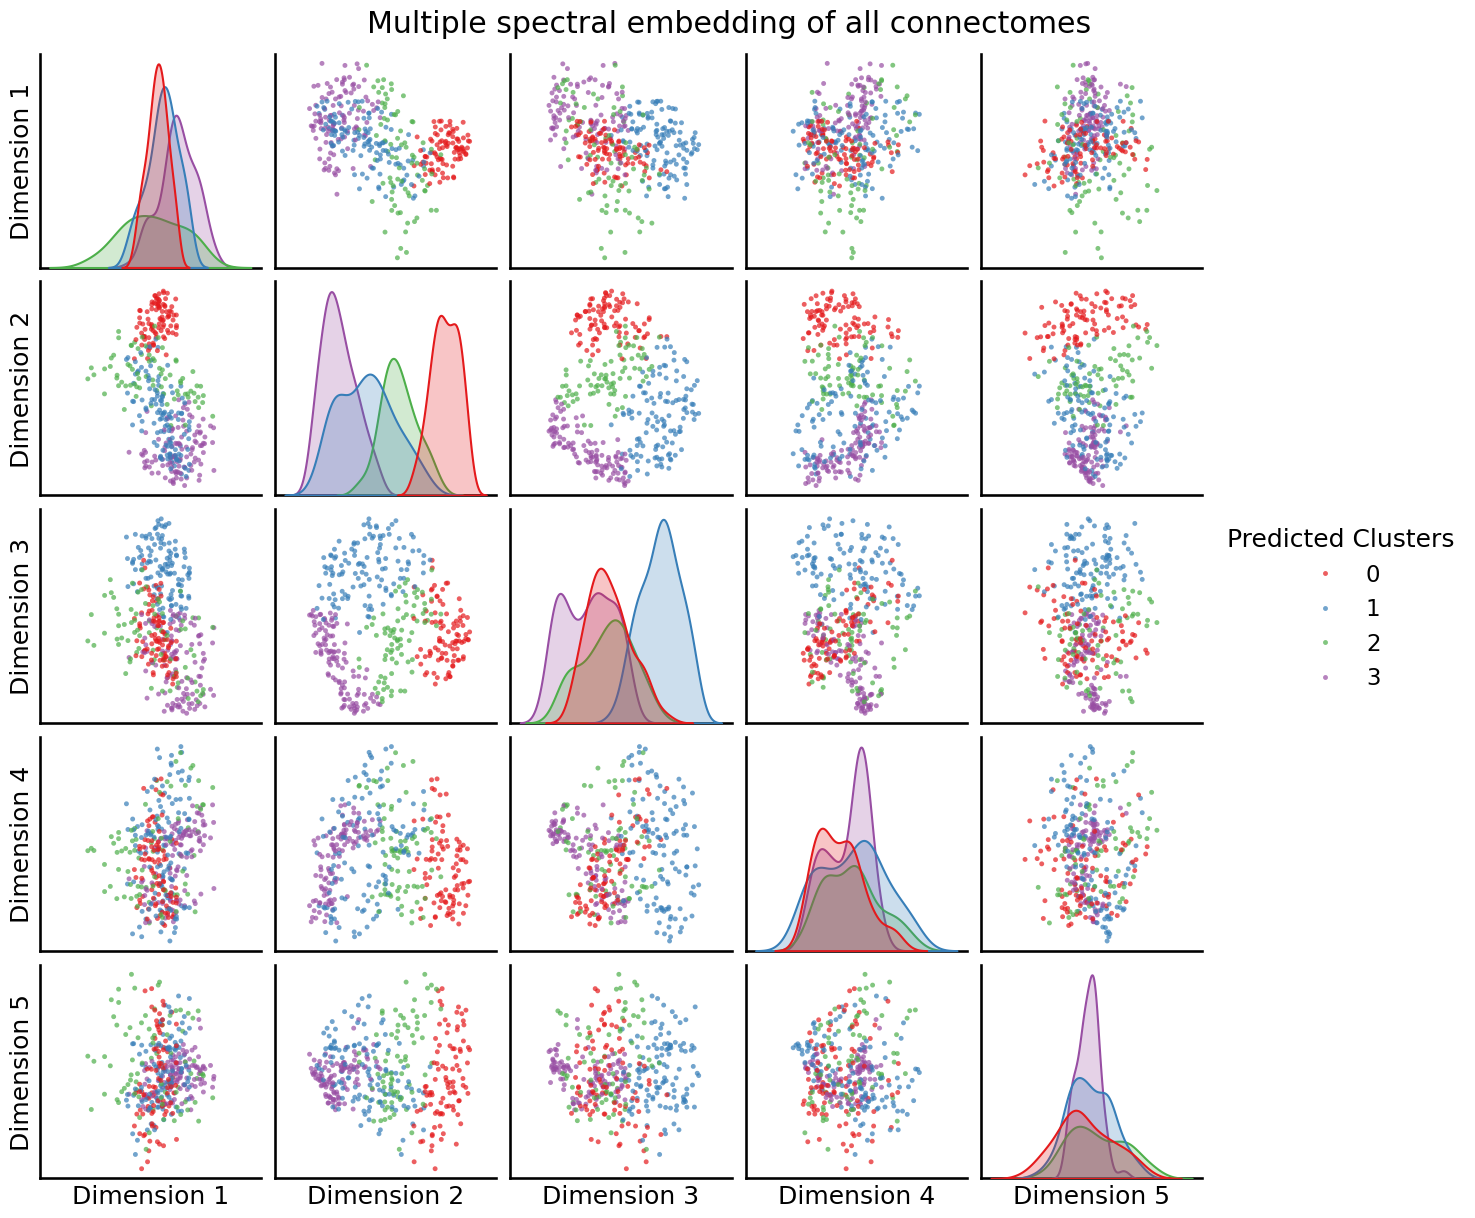 Multiple spectral embedding of all connectomes
Dimension 1
Dimension 2
Dimension 3
Dimension 4
Dimension 5
Predicted Clusters
0
1
2
3
Dimension 1
Dimension 2
Dimension 3
Dimension 4
Dimension 5